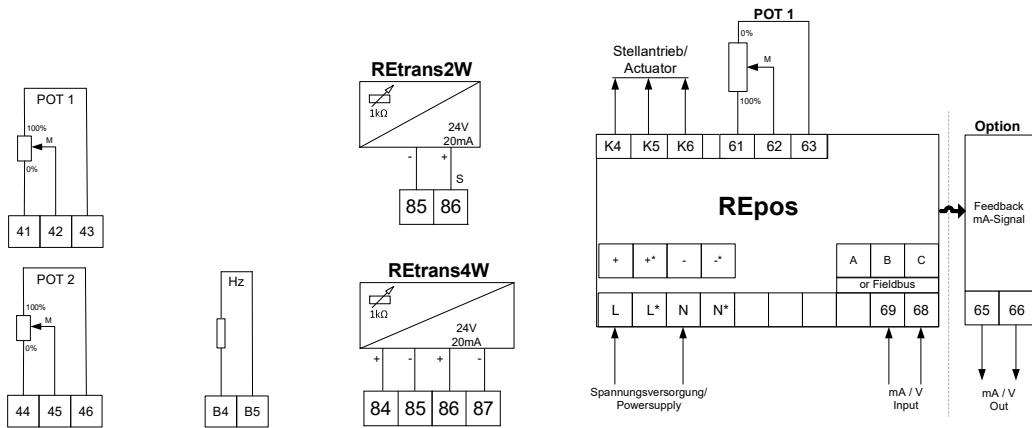 POT 1
100%
M
0%
41 42 43
POT 2
100%
M
0%
44 45 46
Hz
B4 B5
REtrans2W
1kΩ
24V
20mA
- +
S
85 86
REtrans4W
1kΩ
24V
20mA
+ - + -
84 85 86 87
POT 1
0%
M
100%
Stellantrieb/
Actuator
K4 K5 K6 61 62 63
REpos
+ +* - -*
A B C
or Fieldbus
L L* N N* 69 68
Spannungsversorgung/
Powersupply
mA / V
Input
Option
Feedback
mA-Signal
65 66
mA / V
Out